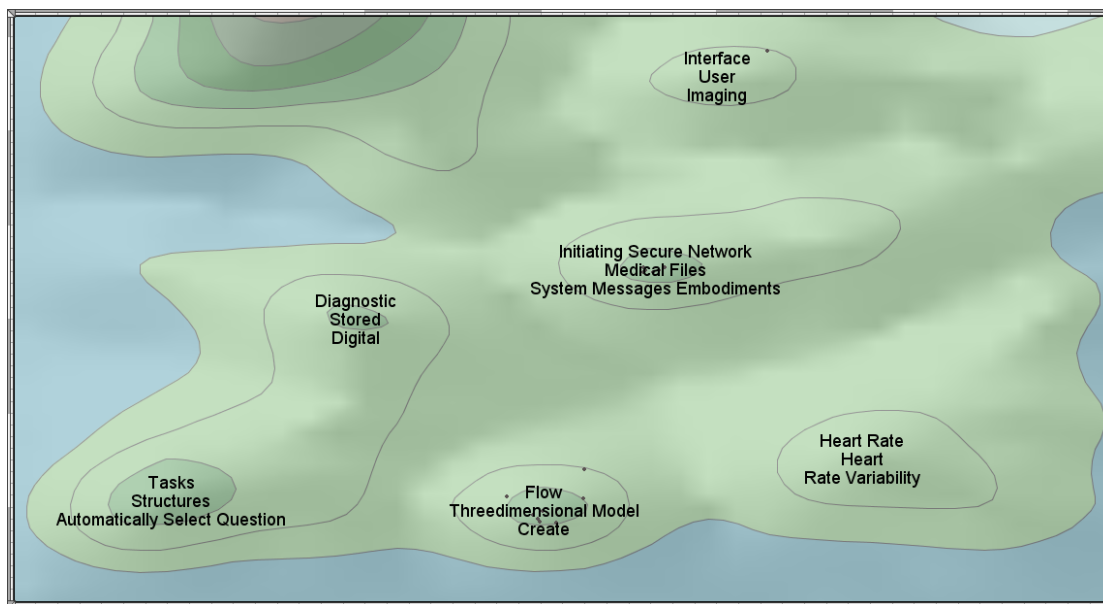 Interface
User
Imaging
Initiating Secure Network
Medical Files
System Messages Embodiments
Diagnostic
Stored
Digital
Heart Rate
Heart
Rate Variability
Tasks
Structures
Automatically Select Question
Flow
Threedimensional Model
Create